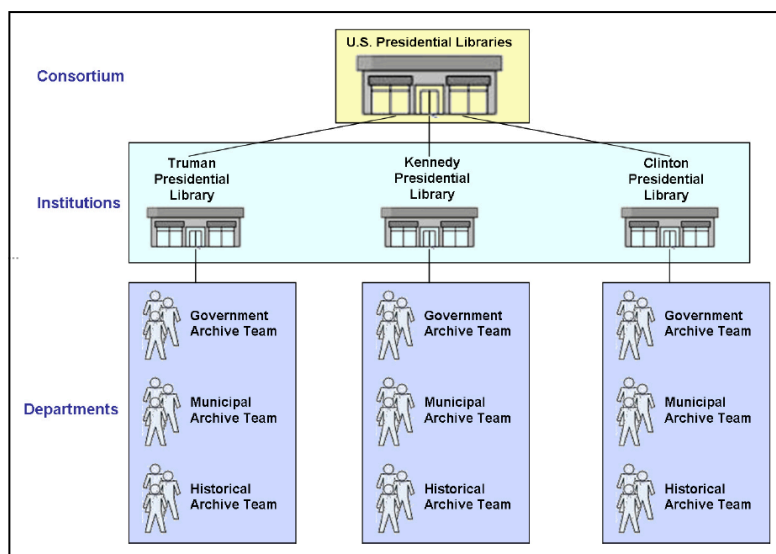 U.S. Presidential Libraries
Consortium
Truman
Presidential
Library
Kennedy
Presidential
Library
Clinton
Presidential
Library
Institutions
Government
Archive Team
Government
Archive Team
Government
Archive Team
Departments
Municipal
Archive Team
Municipal
Archive Team
Municipal
Archive Team
Historical
Archive Team
Historical
Archive Team
Historical
Archive Team